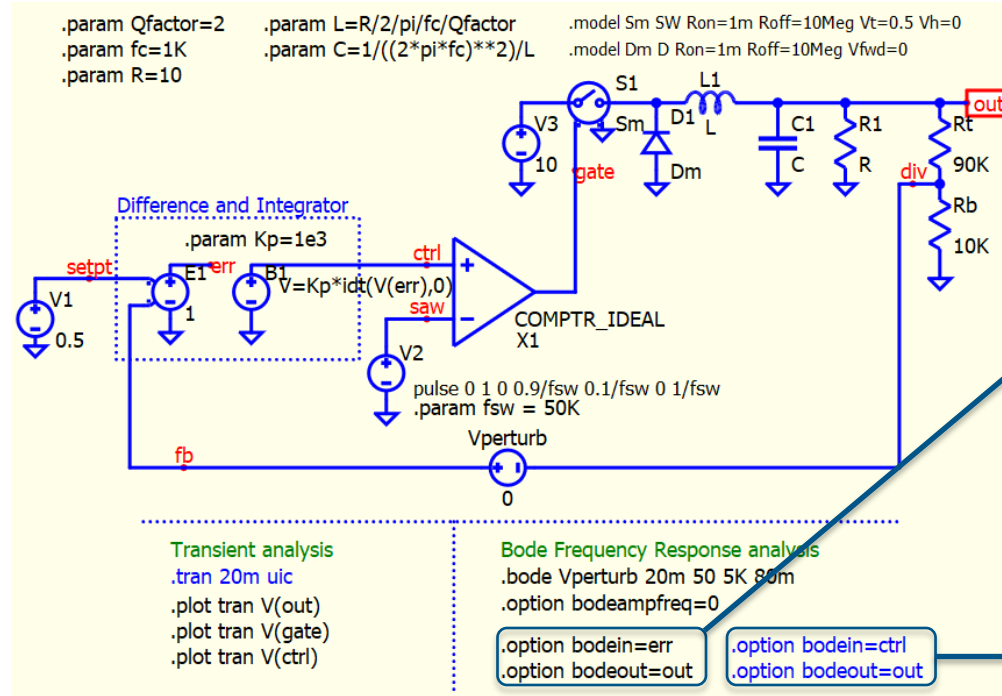 .param Qfactor=2
.param fc=1K
.param R=10
.param L=R/2/pi/fc/Qfactor
.param C=1/((2*pi*fc)**2)/L
.model Sm SW Ron=1m Roff=10Meg Vt=0.5 Vh=0
.model Dm D Ron=1m Roff=10Meg Vfwd=0
S1
L1
out
V3
Sm
D1
L
C1
R1
Rt
10
gate
Dm
C
R
div
90K
Rb
10K
Difference and Integrator
.param Kp=1e3
setpt
E1
err
B1
V=Kp*idt(V(err),0)
ctrl
saw
V1
0.5
1
COMPTR_IDEAL
X1
V2
pulse 0 1 0 0.9/fsw 0.1/fsw 0 1/fsw
.param fsw = 50K
Vperturb
fb
0
Transient analysis
.tran 20m uic
.plot tran V(out)
.plot tran V(gate)
.plot tran V(ctrl)
Bode Frequency Response analysis
.bode Vperturb 20m 50 5K 80m
.option bodeampfreq=0
.option bodein=err
.option bodeout=out
.option bodein=ctrl
.option bodeout=out